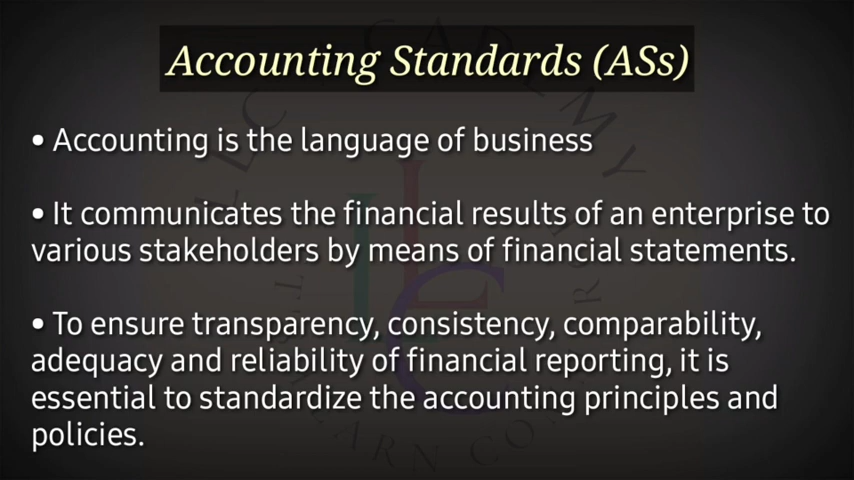 Accounting Standards (ASs)
• Accounting is the language of business
• It communicates the financial results of an enterprise to
various stakeholders by means of financial statements.
• To ensure transparency, consistency, comparability,
adequacy and reliability of financial reporting, it is
essential to standardize the accounting principles and
policies.